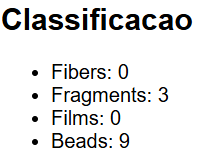 Classificacao
• Fibers: 0
• Fragments: 3
• Films: 0
• Beads: 9